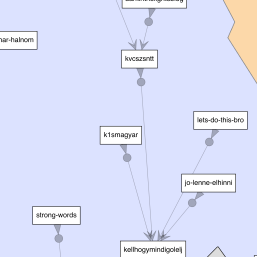 nar-halnom
kvcszsntt
lets-do-this-bro
k1smagyar
jo-lenne-elhinni
strong-words
kellhogymindigolelj